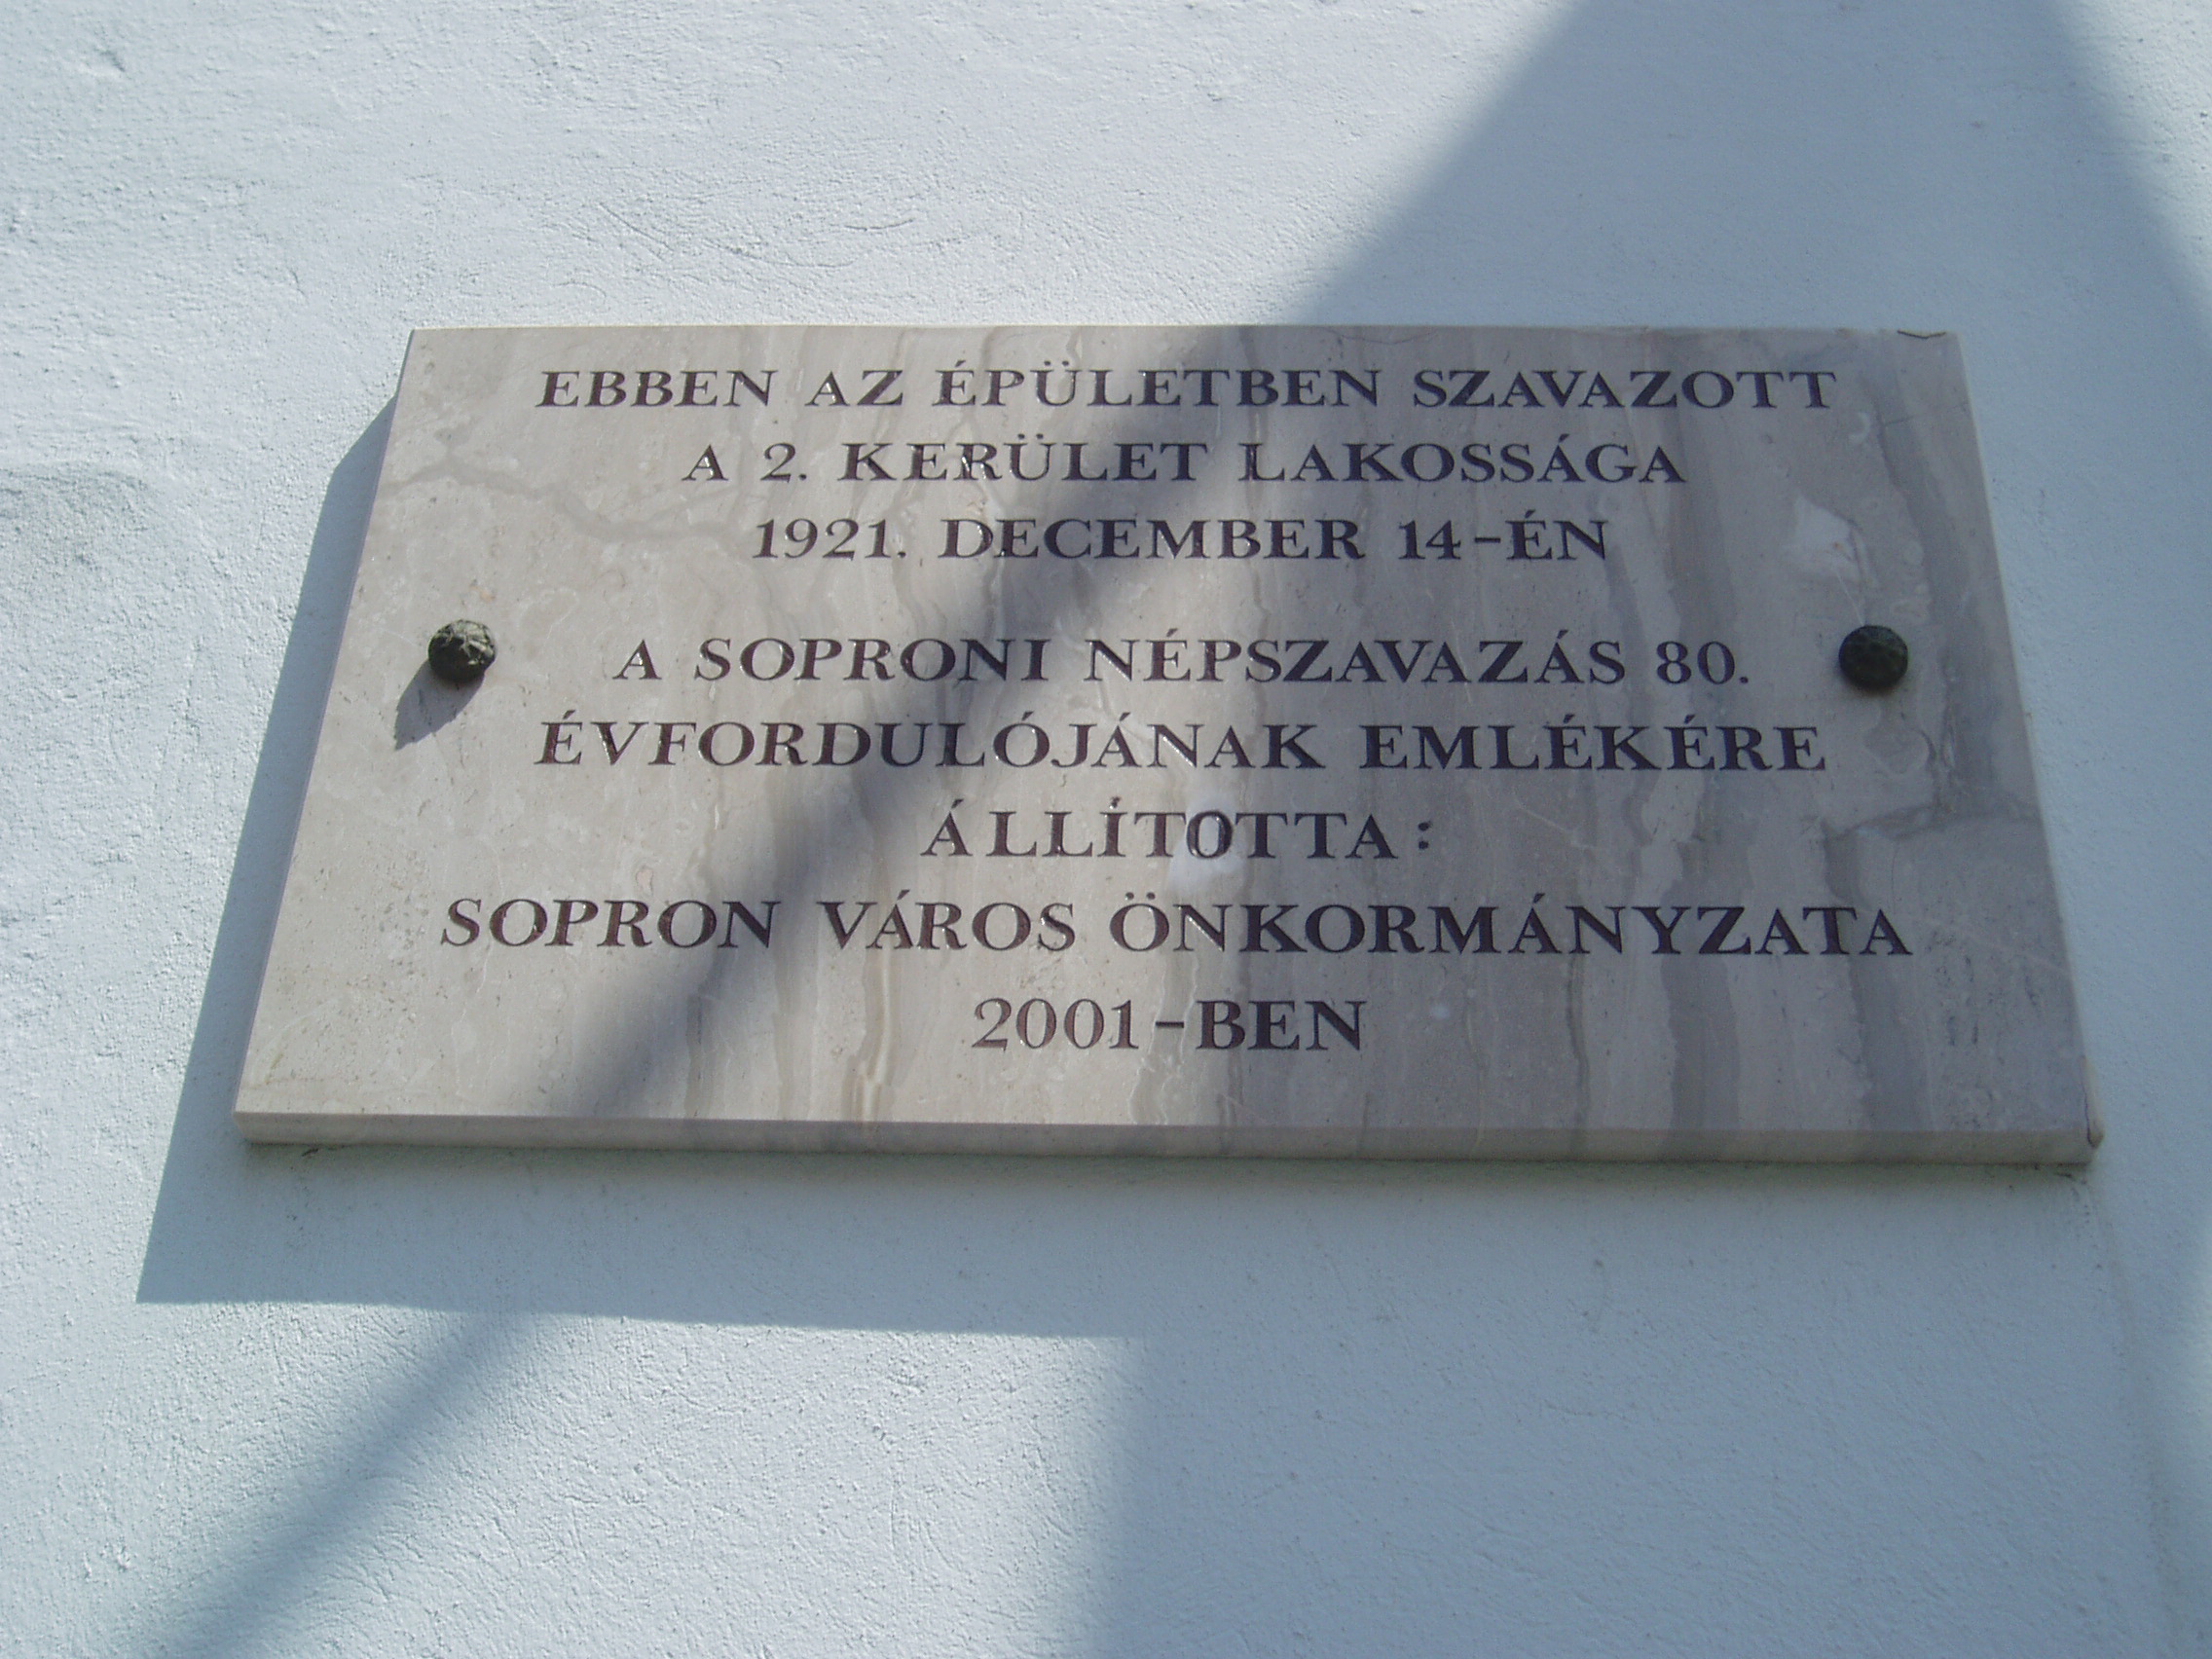 EBBEN AZ ÉPÜLETBEN SZAVAZOTT
A 2. KERÜLET LAKOSSÁGA
1921. DECEMBER 14-ÉN
A SOPRONI NÉPSZAVAZÁS 80.
ÉVFORDULÓJÁNAK EMLÉKÉRE
ÁLLÍTOTTA:
SOPRON VÁROS ÖNKORMÁNYZATA
2001-BEN